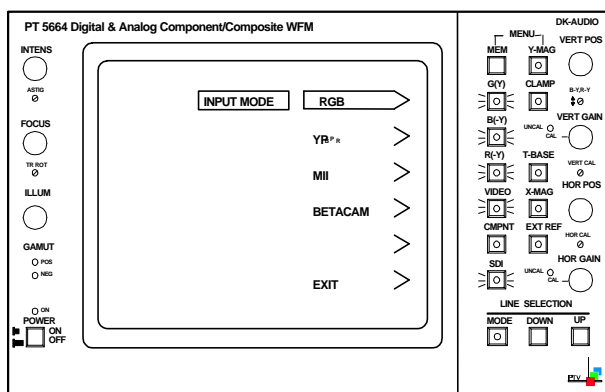 PT 5664 Digital & Analog Component/Composite WFM
INTENS
ASTIG
FOCUS
TR ROT
ILLUM
GAMUT
POS
NEG
ON
POWER
ON
OFF
INPUT MODE RGB
MII
BETACAM
EXIT
DK-AUDIO
MENU
MEM Y-MAG VERT POS
G(Y) CLAMP B-Y,R-Y
B(-Y) UNCAL CAL VERT GAIN
R(-Y) T-BASE VERT CAL
VIDEO X-MAG HOR POS
CMPNT EXT REF HOR CAL
SDI UNCAL CAL HOR GAIN
LINE SELECTION
MODE DOWN UP
PTV